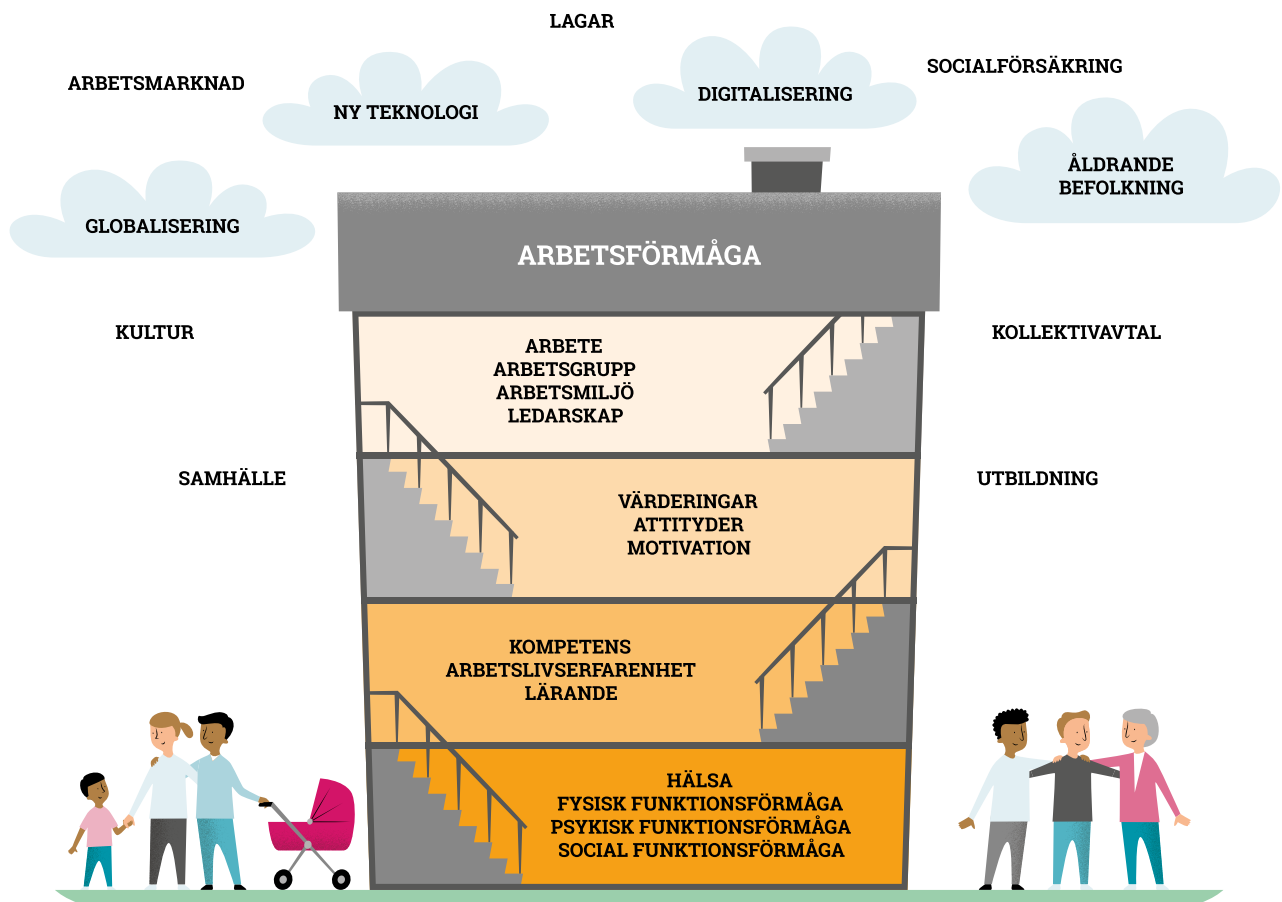 LAGAR
SOCIALFÖRSÄKRING
ARBETSMARKNAD
NY TEKNOLOGI
DIGITALISERING
ÅLDRANDE
BEFOLKNING
GLOBALISERING
ARBETSFÖRMÅGA
KULTUR
KOLLEKTIVAVTAL
ARBETE
ARBETSGRUPP
ARBETSMILJÖ
LEDARSKAP
SAMHÄLLE
UTBILDNING
VÄRDERINGAR
ATTITYDER
MOTIVATION
KOMPETENS
ARBETSLIVSERFARENHET
LÄRANDE
HÄLSA
FYSISK FUNKTIONSFÖRMÅGA
PSYKISK FUNKTIONSFÖRMÅGA
SOCIAL FUNKTIONSFÖRMÅGA